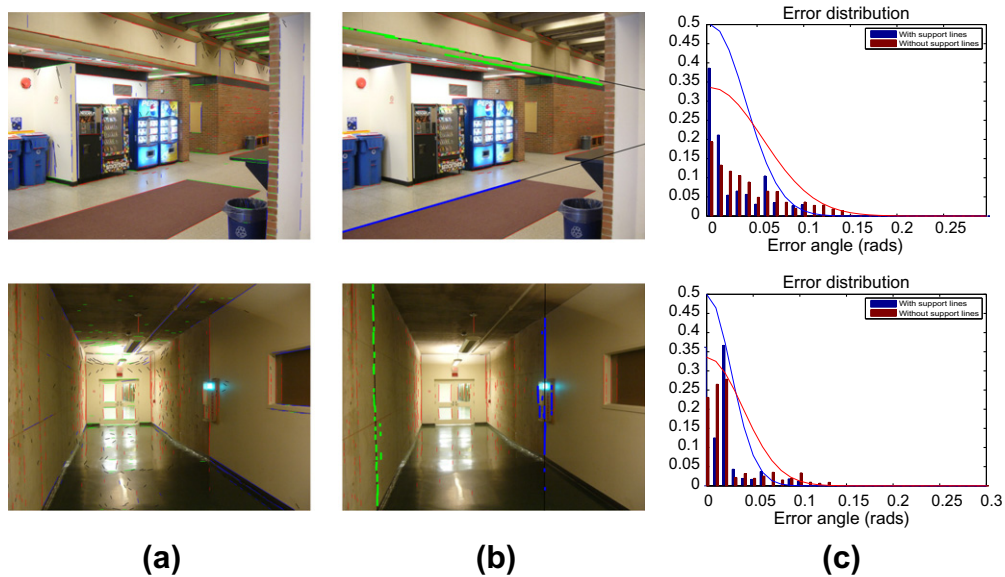 Error distribution
With support lines
Without support lines
0.5
0.45
0.4
0.35
0.3
0.25
0.2
0.15
0.1
0.05
0
0 0.05 0.1 0.15 0.2 0.25
Error angle (rads)
Error distribution
With support lines
Without support lines
0.5
0.45
0.4
0.35
0.3
0.25
0.2
0.15
0.1
0.05
0
0 0.05 0.1 0.15 0.2 0.25 0.3
Error angle (rads)
(a) (b) (c)